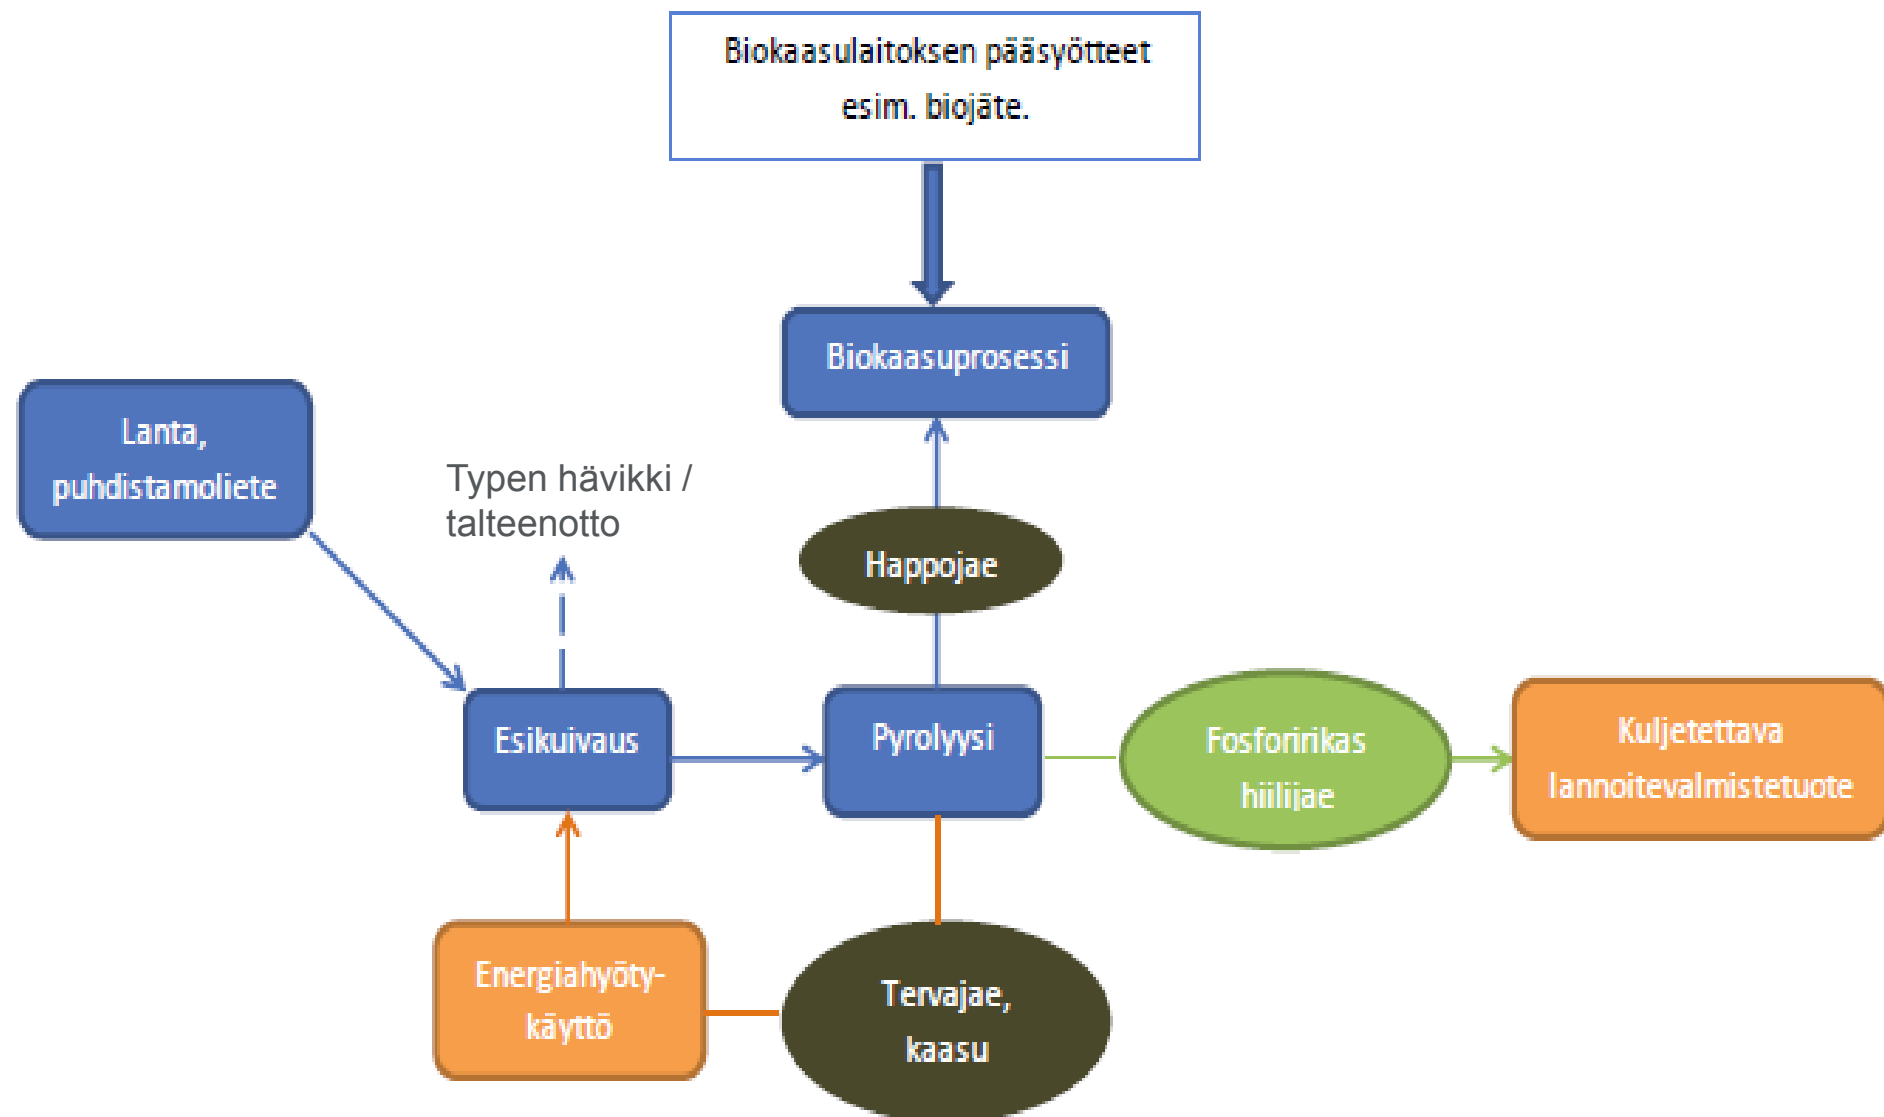 Biokaasulaitoksen pääsyötteet
esim. biojäte.
Biokaasuprosessi
Lanta,
puhdistamoliete
Typen hävikki /
talteenotto
Happojae
Esikuivaus
Pyrolyysi
Fosforirikas
hiilijae
Kuljetettava
lannoitevalmistetuote
Energiahyöty-
käyttö
Tervajae,
kaasu